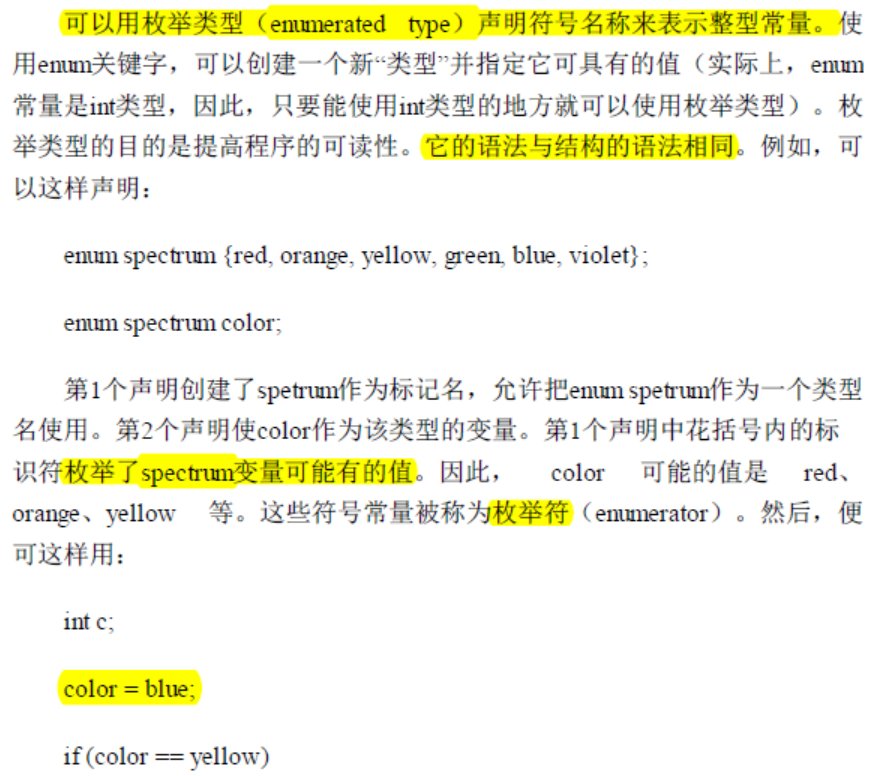 可以用枚举类型（enumerated type）声明符号名称来表示整型常量。使
用enum关键字，可以创建一个新“类型”并指定它可具有的值（实际上，enum
常量是int类型，因此，只要能使用int类型的地方就可以使用枚举类型）。枚
举类型的目的是提高程序的可读性。它的语法与结构的语法相同。例如，可
以这样声明：
enum spectrum {red, orange, yellow, green, blue, violet};
enum spectrum color;
第1个声明创建了spetrum作为标记名，允许把enum spetrum作为一个类型
名使用。第2个声明使color作为该类型的变量。第1个声明中花括号内的标
识符枚举了spectrum变量可能有的值。因此， color 可能的值是 red、
orange、yellow 等。这些符号常量被称为枚举符（enumerator）。然后，便
可这样用：
int c;
color = blue;
if (color == yellow)